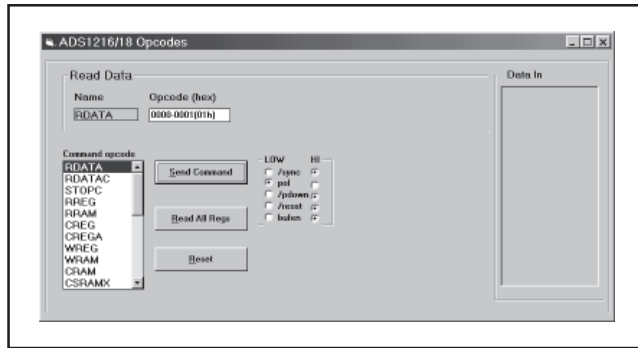 ADS1216/18 Opcodes
Read Data
Name Opcode (hex)
RDATA 0000-0001(01h)
Data In
Command opcode
RDATA
RDATAC
STOPC
RREG
RRAM
CREG
CREGA
WREG
WRAM
CRAM
CSRAMX
Send Command
Read All Regs
Reset
LOW HI
/sync
pol
/pdown
/reset
bufen